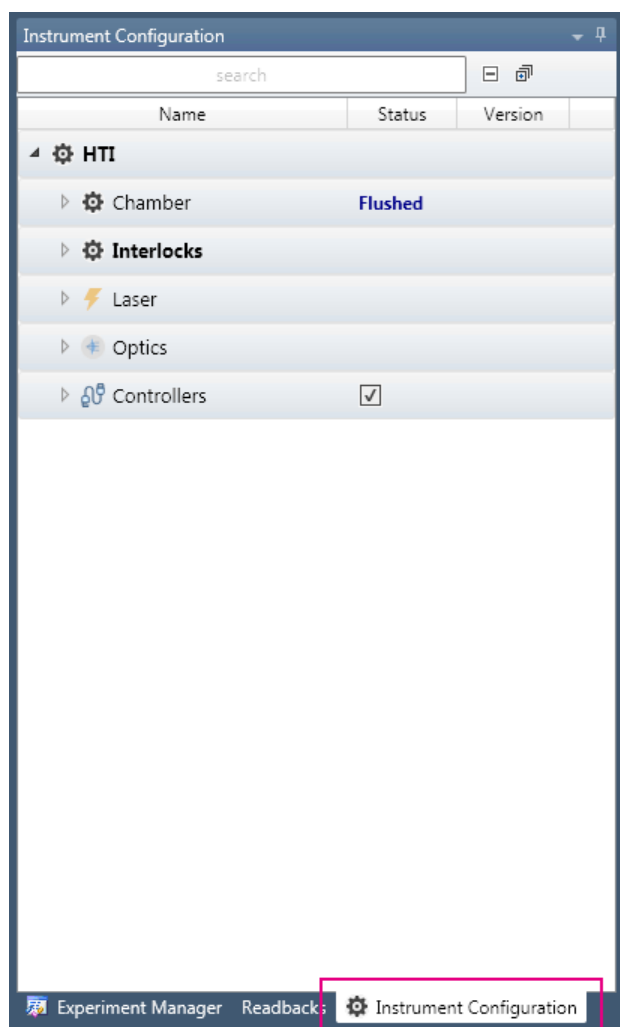 Instrument Configuration
search
Name Status Version
HTI
Chamber Flushed
Interlocks
Laser
Optics
Controllers
Experiment Manager Readbacks Instrument Configuration